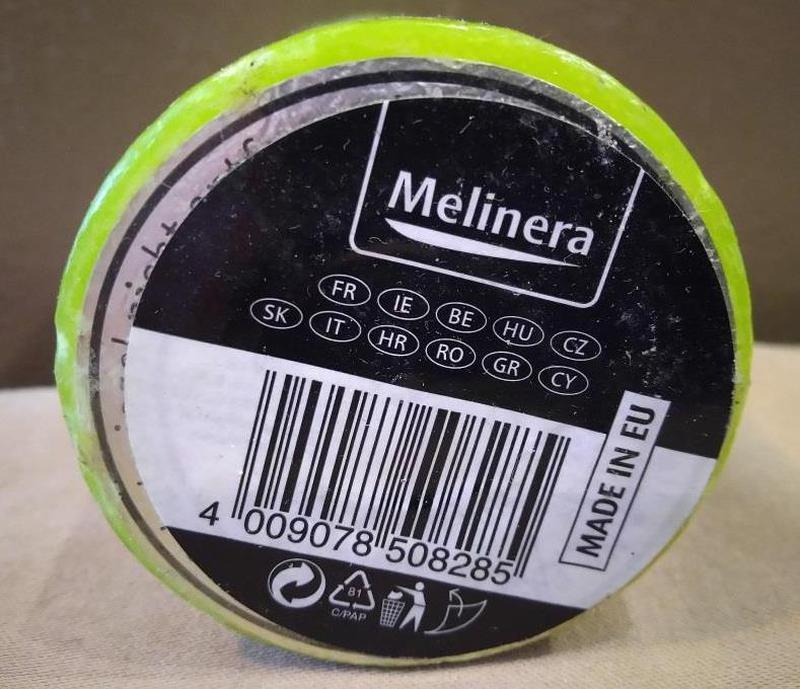 Melinera
FR IE BE HU CZ
SK IT HR RO GR CY
MADE IN EU
4 009078 508285
81
C/PAP